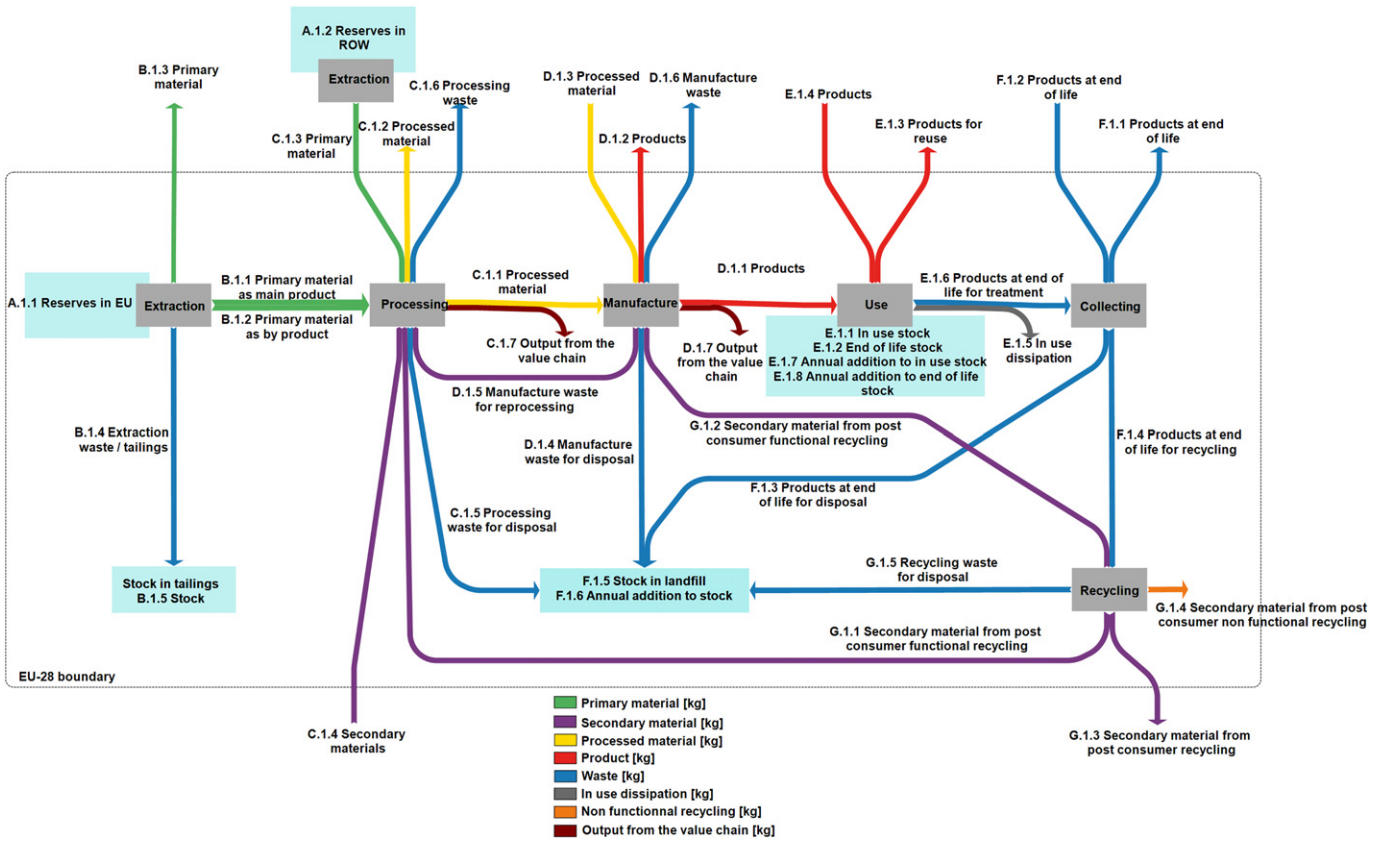 A.1.2 Reserves in
ROW
Extraction
B.1.3 Primary
material
C.1.6 Processing
waste
C.1.3 Primary
material
C.1.2 Processed
material
D.1.3 Processed
material
D.1.6 Manufacture
waste
D.1.2 Products
E.1.4 Products
E.1.3 Products for
reuse
F.1.2 Products at end
of life
F.1.1 Products at end
of life
A.1.1 Reserves in EU
Extraction
B.1.1 Primary material
as main product
B.1.2 Primary material
as by product
Processing
C.1.1 Processed
material
C.1.7 Output from the
value chain
Manufacture
D.1.1 Products
D.1.7 Output
from the value
chain
Use
E.1.1 In use stock
E.1.2 End of life stock
E.1.7 Annual addition to in use stock
E.1.8 Annual addition to end of life
stock
E.1.6 Products at end of
life for treatment
E.1.5 In use
dissipation
Collecting
D.1.5 Manufacture waste
for reprocessing
B.1.4 Extraction
waste / tailings
D.1.4 Manufacture
waste for disposal
G.1.2 Secondary material from post
consumer functional recycling
F.1.4 Products at end
of life for recycling
F.1.3 Products at end
of life for disposal
C.1.5 Processing
waste for disposal
Stock in tailings
B.1.5 Stock
F.1.5 Stock in landfill
F.1.6 Annual addition to stock
G.1.5 Recycling waste
for disposal
Recycling
G.1.4 Secondary material from post
consumer non functional recycling
G.1.1 Secondary material from post
consumer functional recycling
EU-28 boundary
C.1.4 Secondary
materials
G.1.3 Secondary material from
post consumer recycling
Primary material [kg]
Secondary material [kg]
Processed material [kg]
Product [kg]
Waste [kg]
In use dissipation [kg]
Non functionnal recycling [kg]
Output from the value chain [kg]